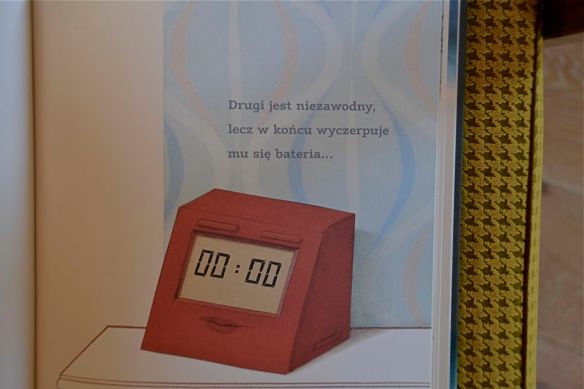 Drugi jest niezawodny,
lecz w końcu wyczerpuje
mu się bateria...
00:00